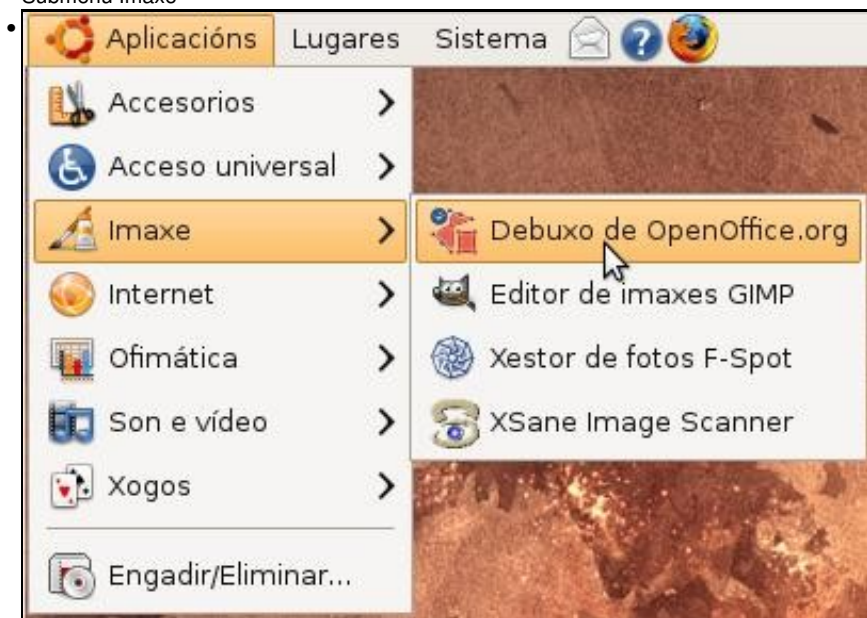 Submenú Imaxe
Aplicacións Lugares Sistema
Accesorios
Acceso universal
Imaxe
Internet
Ofimática
Son e vídeo
Xogos
Engadir/Eliminar...
Debuxo de OpenOffice.org
Editor de imaxes GIMP
Xestor de fotos F-Spot
XSane Image Scanner